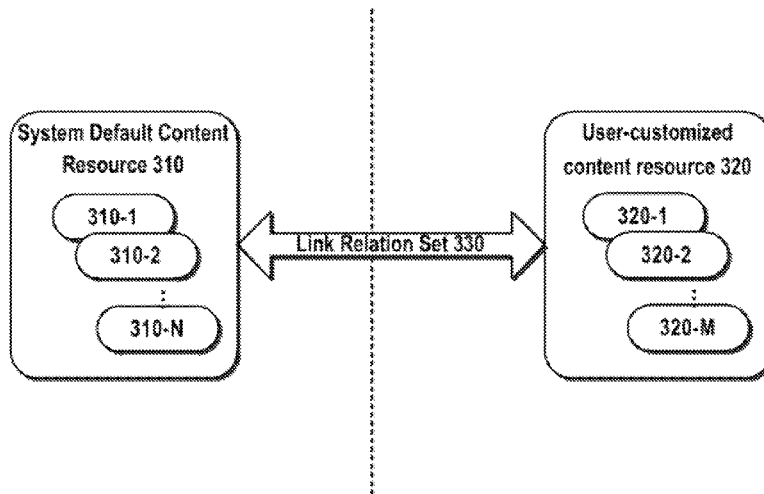 System Default Content
Resource 310
310-1
310-2
310-N
Link Relation Set 330
User-customized
content resource 320
320-1
320-2
320-M